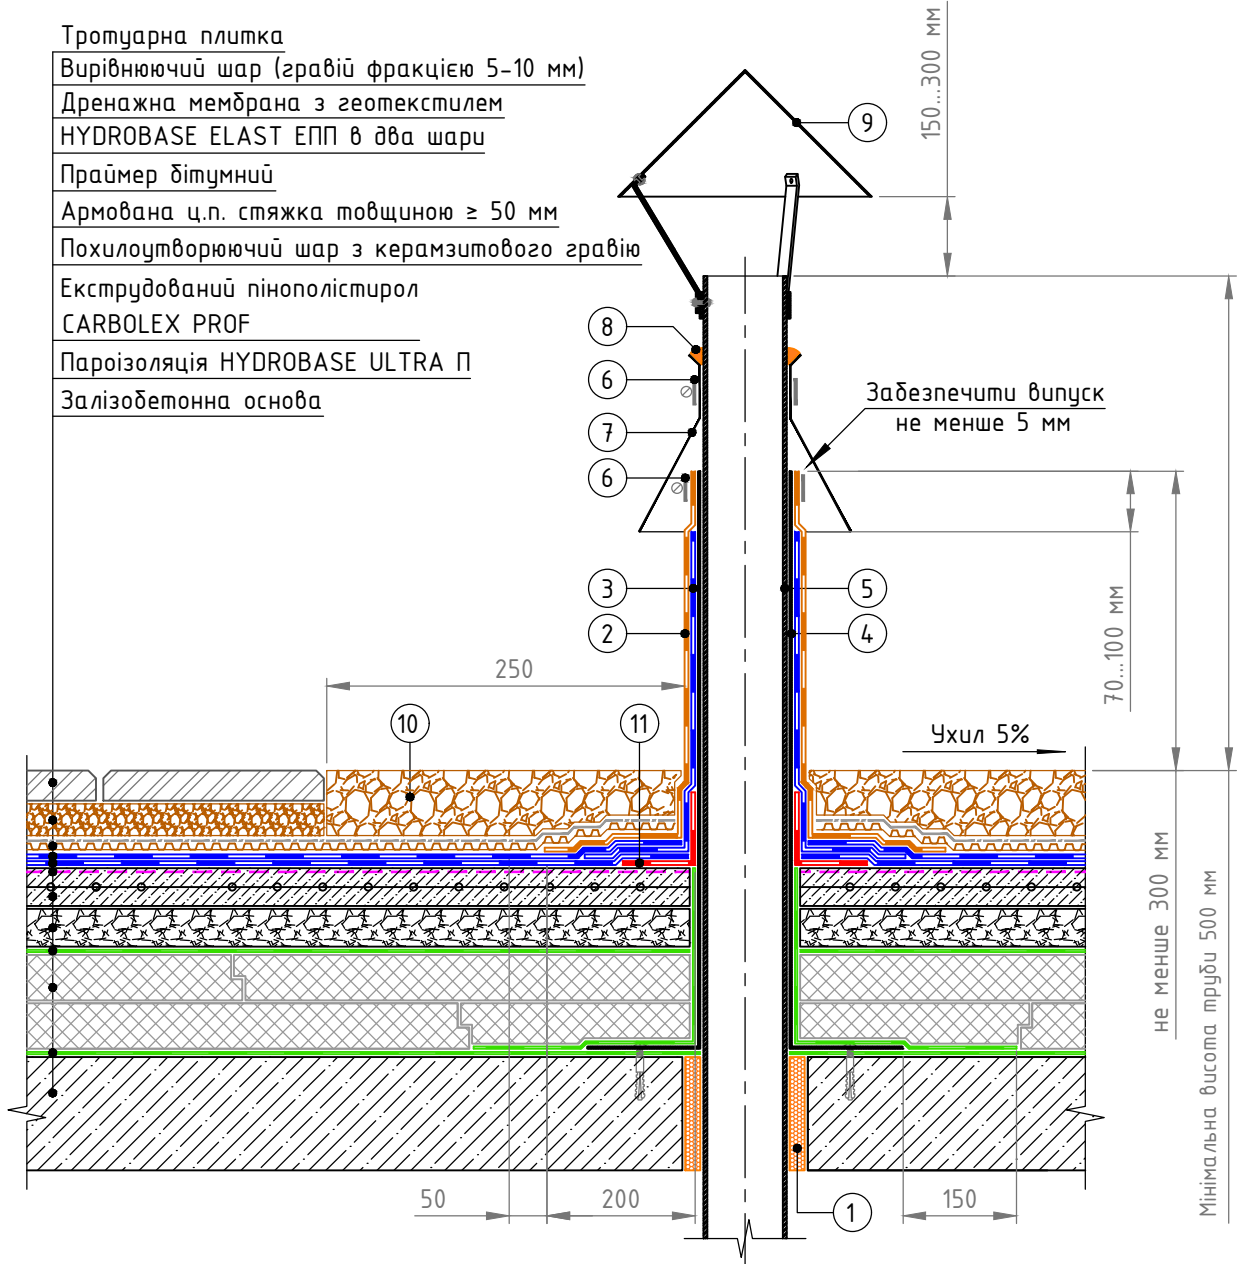 Тротуарна плитка
Вирівнюючий шар (гравій фракцією 5-10 мм)
Дренажна мембрана з геотекстилем
HYDROBASE ELAST ЕПП в два шари
Праймер бітумний
Армована ц.п. стяжка товщиною ≥ 50 мм
Похилоутворюючий шар з керамзитового гравію
Екструдований пінополістирол
CARBOLEX PROF
Пароізоляція HYDROBASE ULTRA П
Залізобетонна основа
150...300 мм
9
8
6
7
6
Забезпечити випуск
не менше 5 мм
3
5
2
4
250
70...100 мм
10
11
Ухил 5%
не менше 300 мм
Мінімальна висота труби 500 мм
50
200
1
150